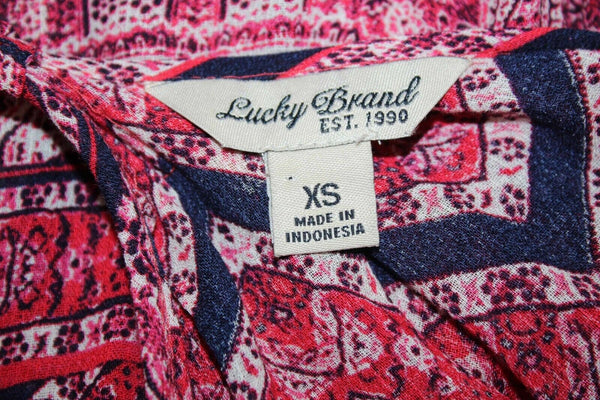 Lucky Brand
EST. 1990
XS
MADE IN
INDONESIA